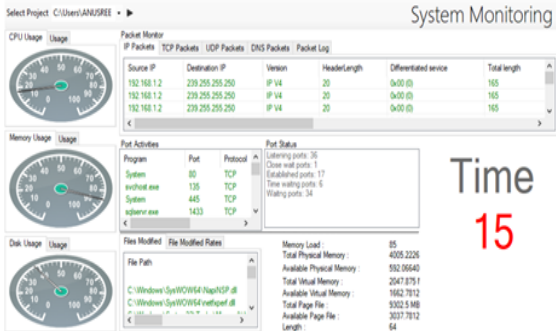 Select Project C:\Users\ANUSREE
System Monitoring
CPU Usage Usage
Packet Monitor
IP Packets TCP Packets UDP Packets DNS Packets Packet Log
Source IP Destination IP Version HeaderLength Differentiated sevice Total length
192.168.1.2 239.255.255.250 IP V4 20 0x00 (0) 165
192.168.1.2 239.255.255.250 IP V4 20 0x00 (0) 165
192.168.1.2 239.255.255.250 IP V4 20 0x00 (0) 165
Memory Usage Usage
Port Activities
Program Port Protocol
System 80 TCP
svchost.exe 135 TCP
System 445 TCP
sqlservr.exe 1433 TCP
Port Status
Listening ports: 36
Close wait ports: 1
Established ports: 17
Time waiting ports: 6
Waiting ports: 34
Time
15
Disk Usage Usage
Files Modified File Modified Rates
File Path
C:\Windows\SysWOW64\NapiNSP.dll
Memory Load : 85
Total Physical Memory : 4005.2226
Available Physical Memory : 592.06640
Total Virtual Memory : 2047.875
Available Virtual Memory : 1662.7812
Total Page File : 9302.5 MB
Available Page File : 3037.7812
Length : 64